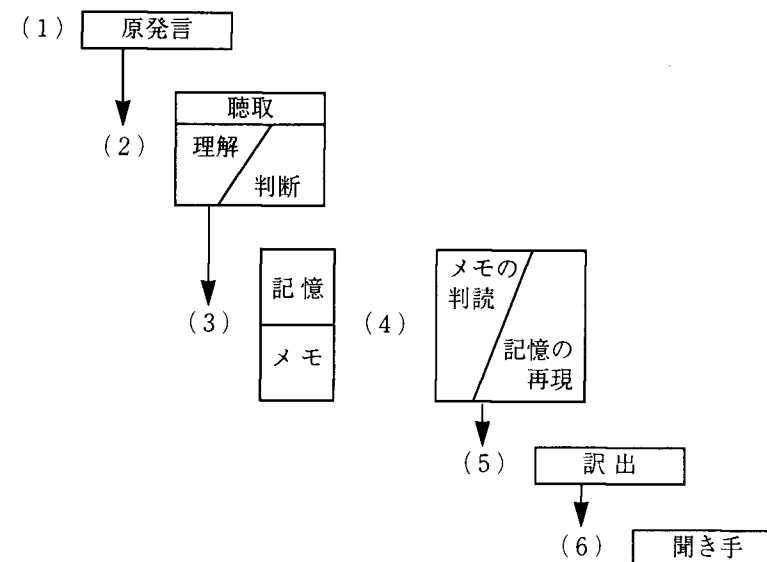 (1) 原発言
聴取
(2) 理解
判断
記憶
(3)
メモ
(4) メモの
判読
記憶の
再現
(5) 訳出
(6) 聞き手